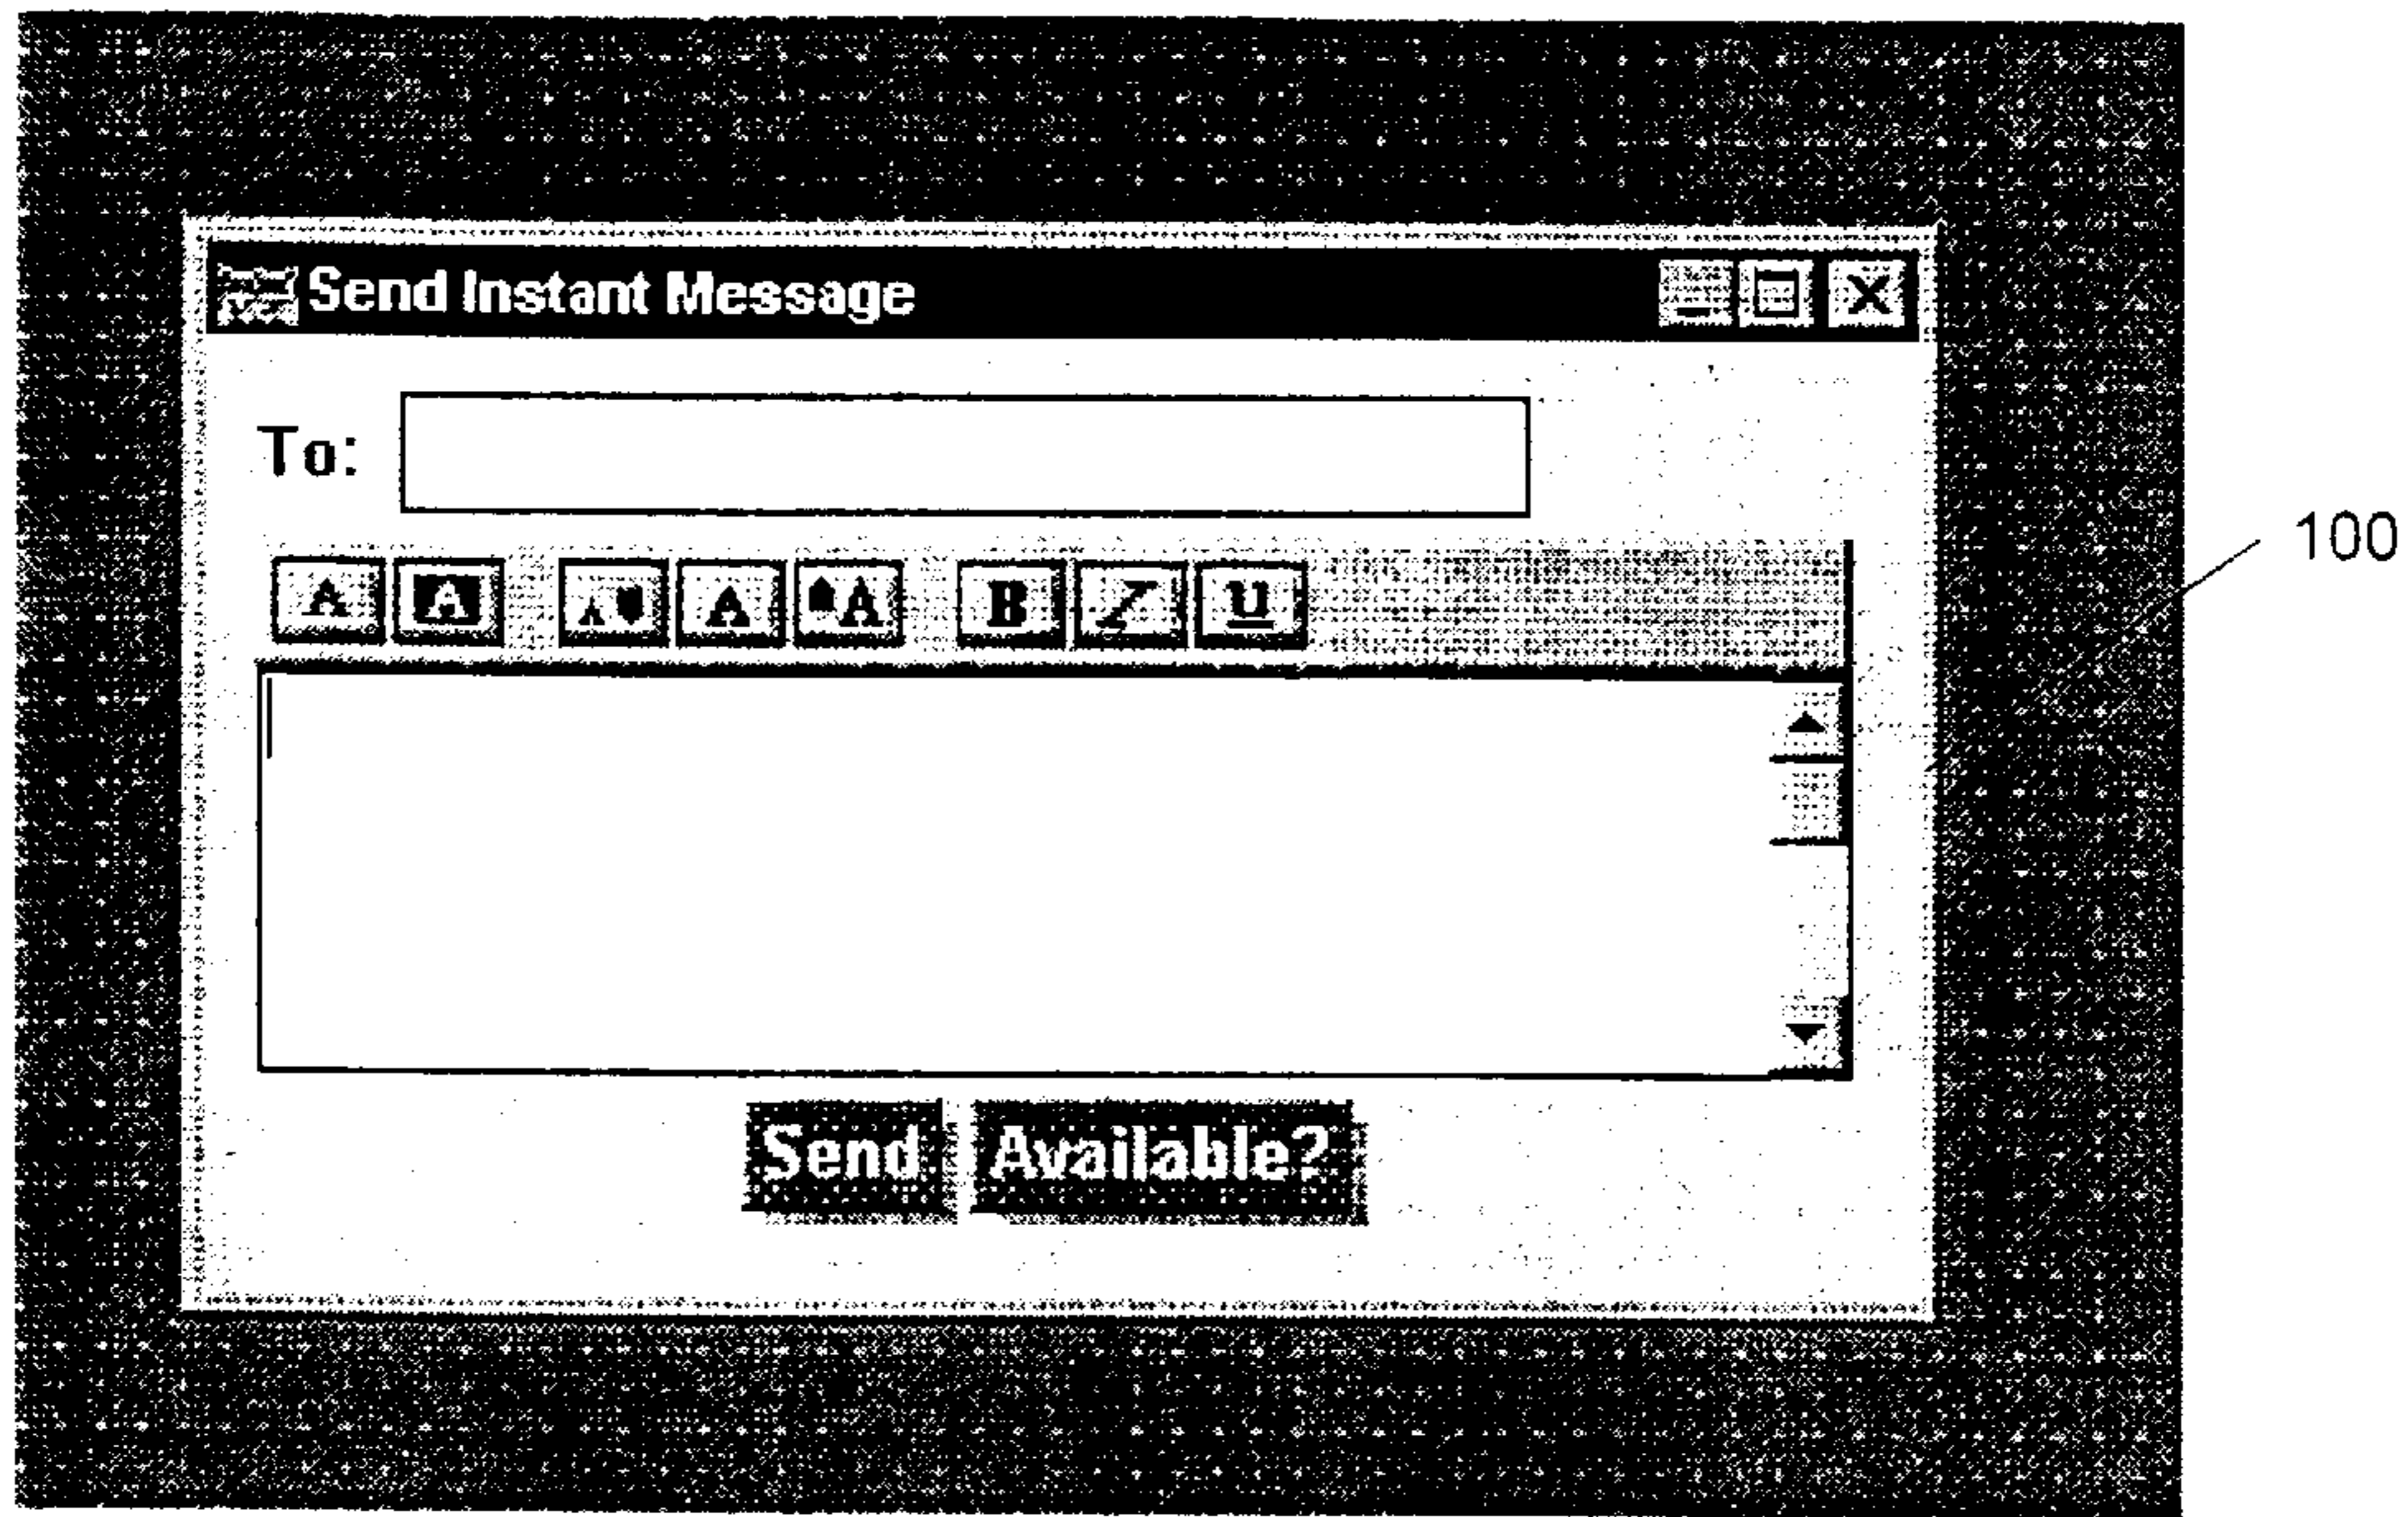 Send Instant Message
To:
100
A A A A A B I U
Send Available?